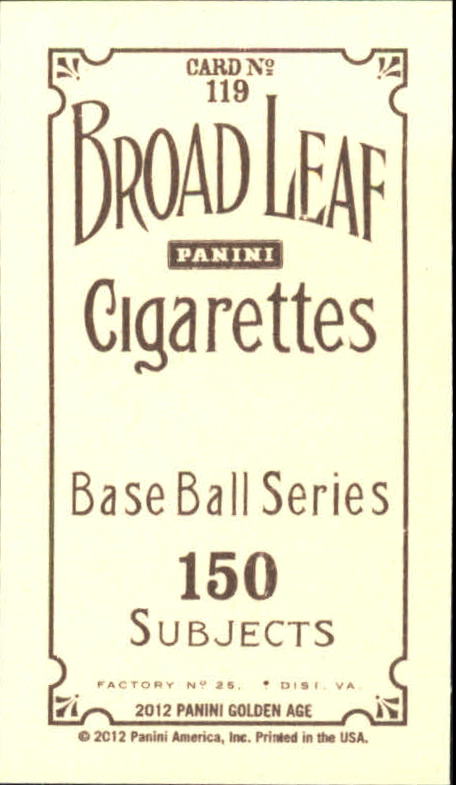 CARD Nº
119
BROAD LEAF
PANINI
Cigarettes
Base Ball Series
150
SUBJECTS
FACTORY Nº 25. DIST. VA.
2012 PANINI GOLDEN AGE
© 2012 Panini America, Inc. Printed in the USA.